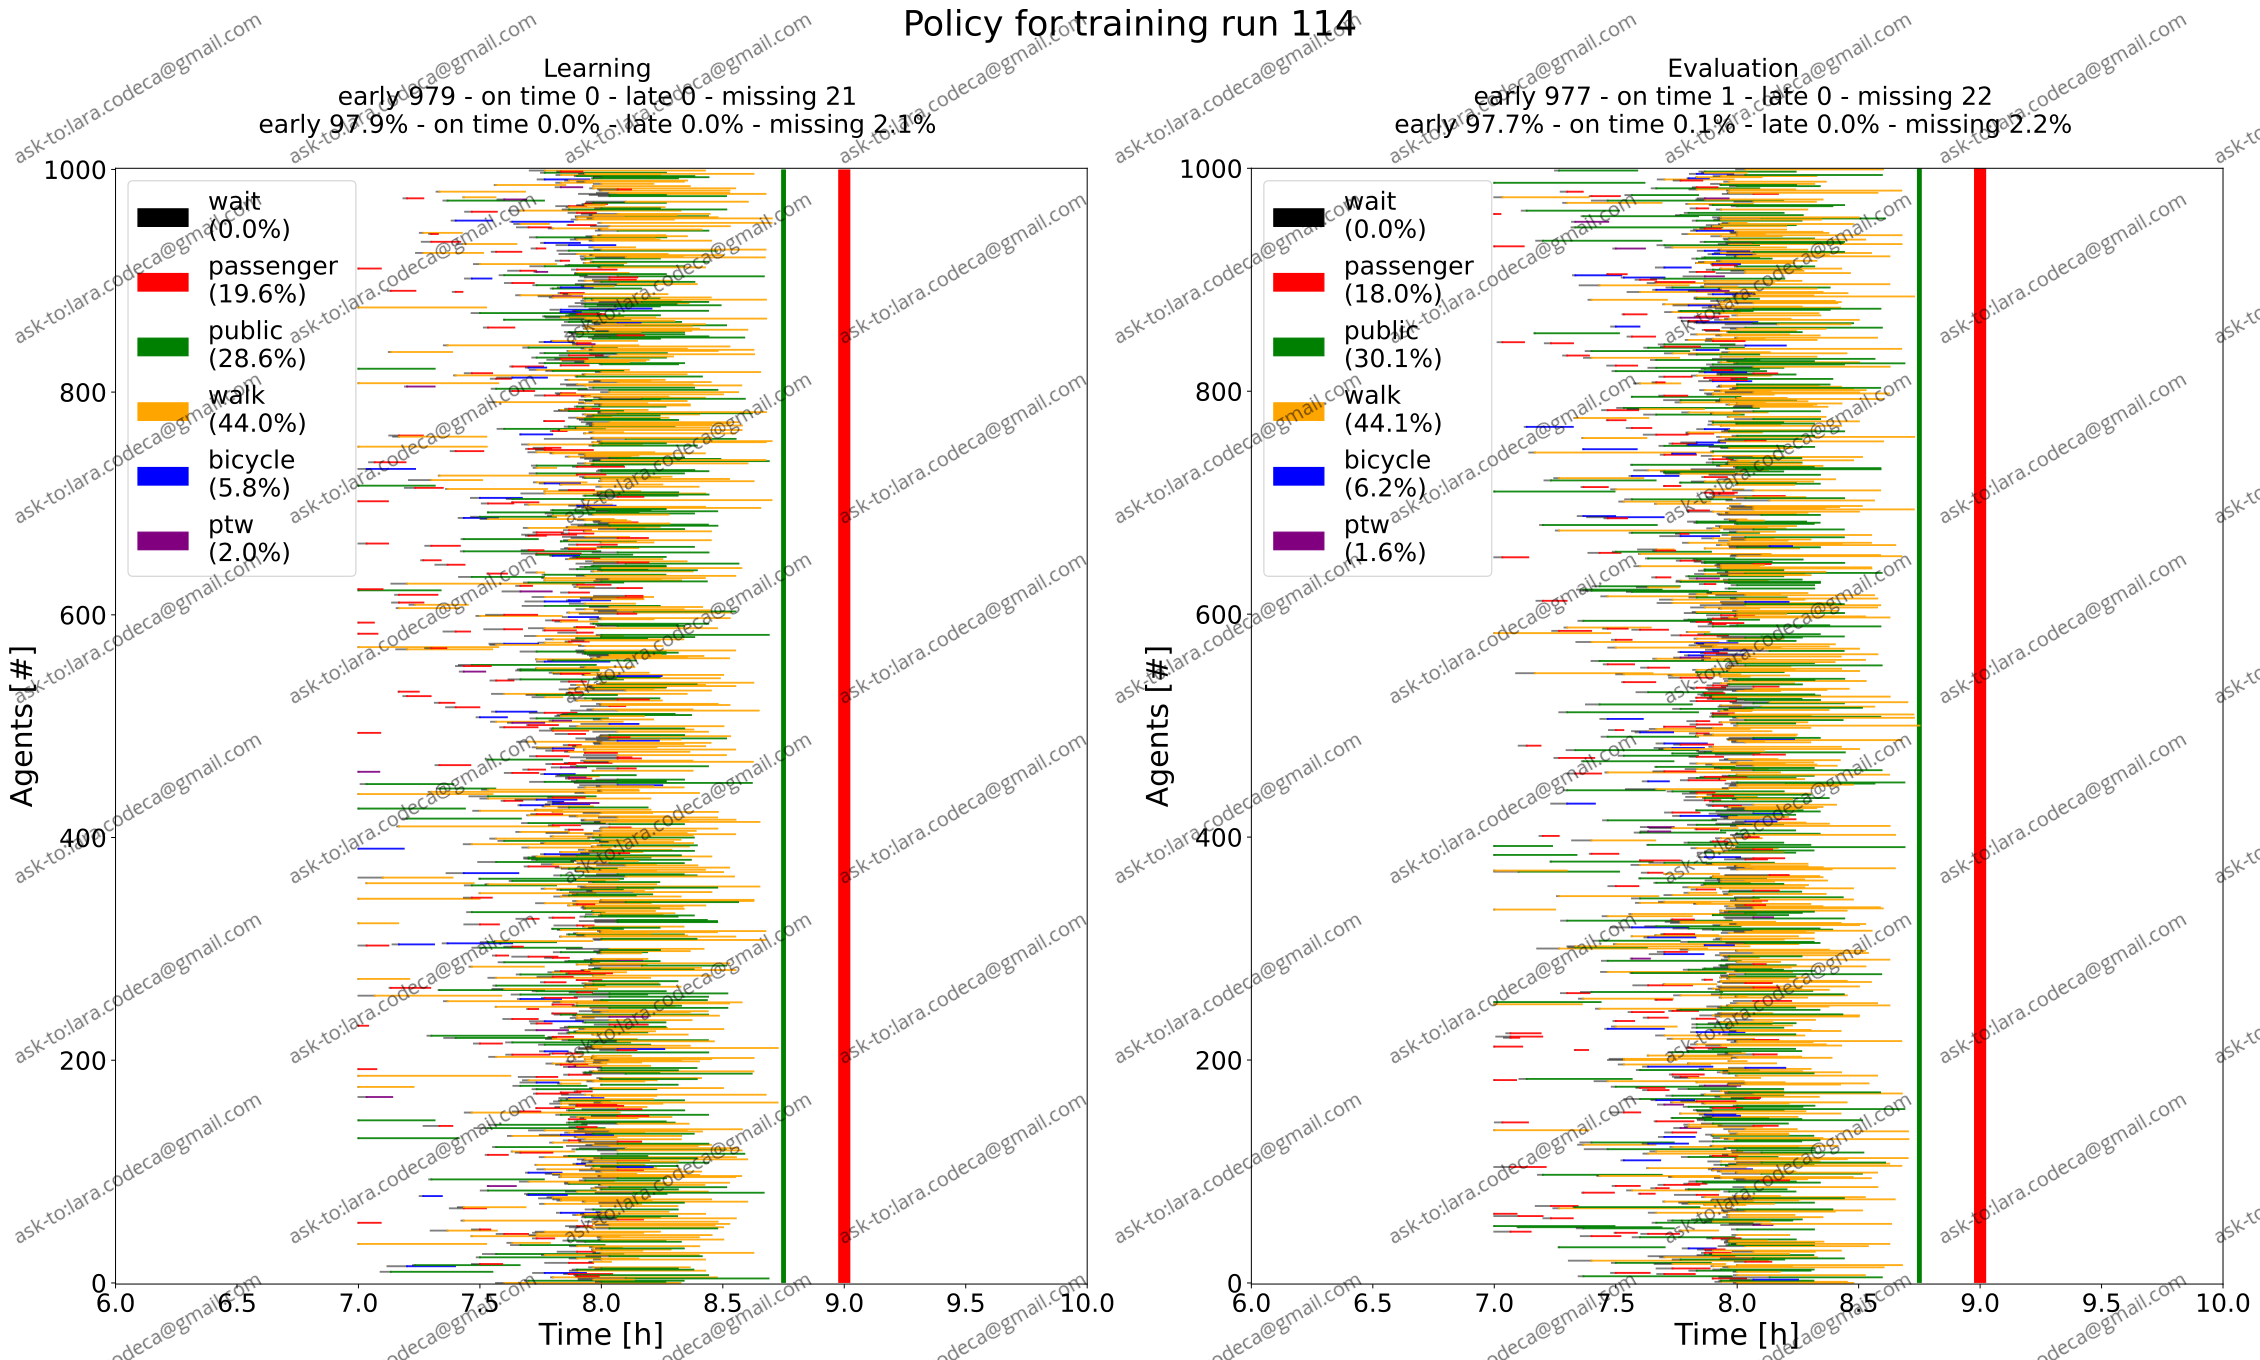 Policy for training run 114
Learning
early 979 - on time 0 - late 0 - missing 21
early 97.9% - on time 0.0% - late 0.0% - missing 2.1%
1000
800
600
400
200
0
Agents [#]
wait
(0.0%)
passenger
(19.6%)
public
(28.6%)
walk
(44.0%)
bicycle
(5.8%)
ptw
(2.0%)
6.0 6.5 7.0 7.5 8.0 8.5 9.0 9.5 10.0
Time [h]
Evaluation
early 977 - on time 1 - late 0 - missing 22
early 97.7% - on time 0.1% - late 0.0% - missing 2.2%
1000
800
600
400
200
0
Agents [#]
wait
(0.0%)
passenger
(18.0%)
public
(30.1%)
walk
(44.1%)
bicycle
(6.2%)
ptw
(1.6%)
6.0 6.5 7.0 7.5 8.0 8.5 9.0 9.5 10.0
Time [h]
ask-to:lara.codeca@gmail.com